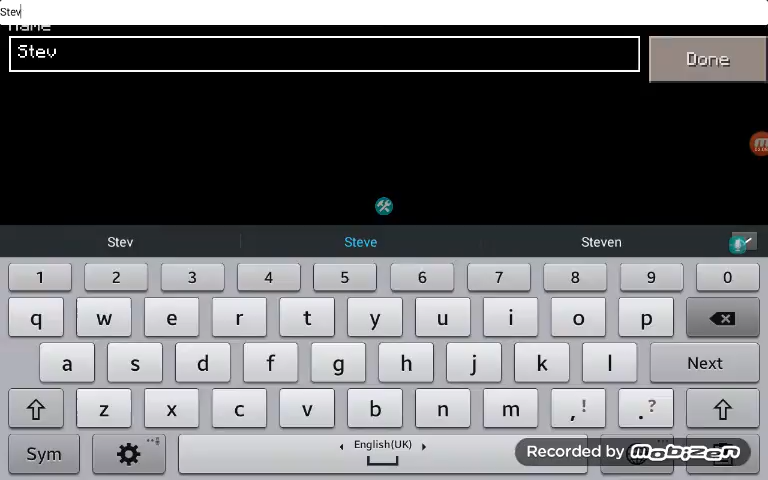 Stev
Name
Stev
Done
Stev Steve Steven
1 2 3 4 5 6 7 8 9 0
q w e r t y u i o p
a s d f g h j k l Next
z x c v b n m ,! .?
Sym English(UK)
Recorded by mobizen